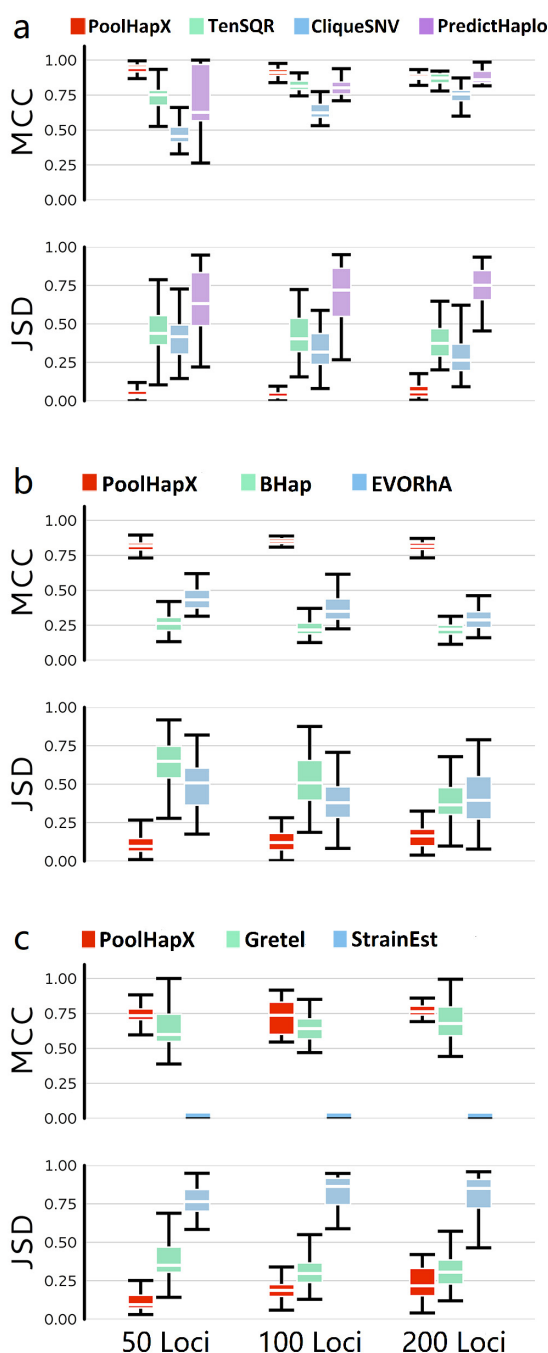 a
PoolHapX TenSQR CliqueSNV PredictHaplo
MCC
1.00
0.75
0.50
0.25
0.00
JSD
1.00
0.75
0.50
0.25
0.00
b
PoolHapX BHap EVORhA
MCC
1.00
0.75
0.50
0.25
0.00
JSD
1.00
0.75
0.50
0.25
0.00
c
PoolHapX Gretel StrainEst
MCC
1.00
0.75
0.50
0.25
0.00
JSD
1.00
0.75
0.50
0.25
0.00
50 Loci 100 Loci 200 Loci